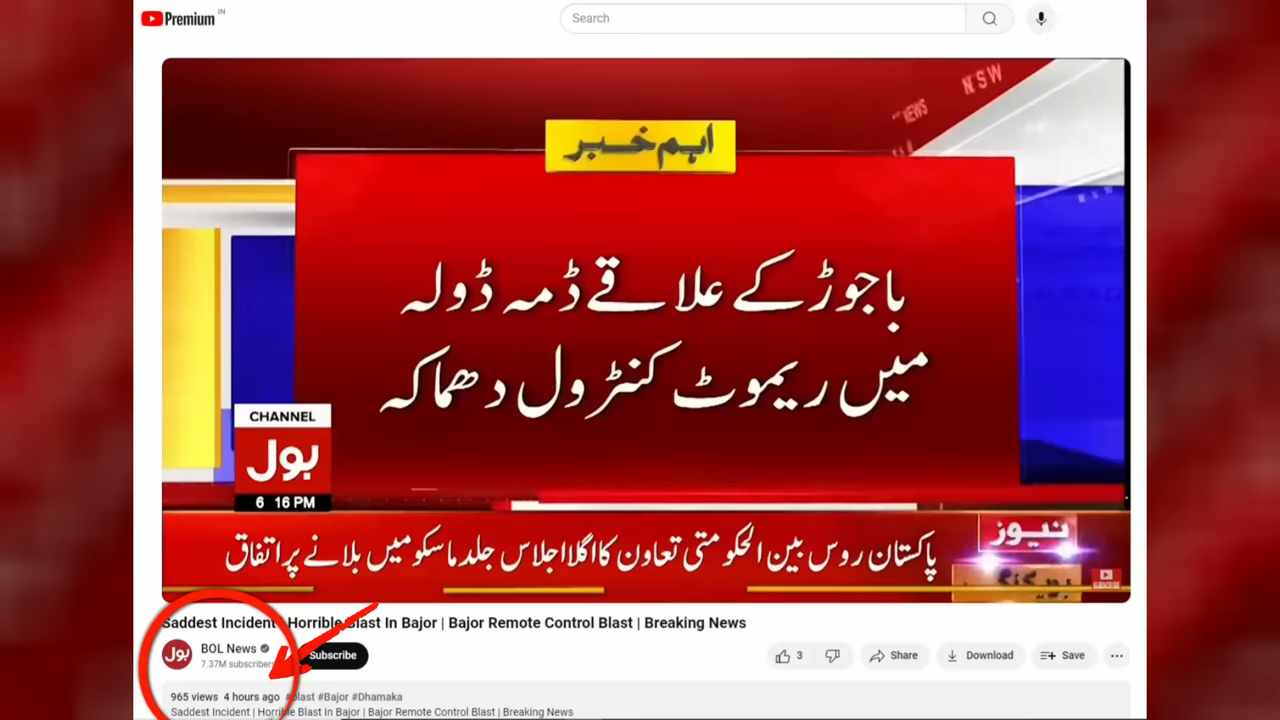 Premium IN
Search
NSW
NEWS
NSW
اہم خبر
باجوڑ کے علاقے ڈمہ ڈولہ
میں ریموٹ کنٹرول دھماکہ
CHANNEL
بول
6 16 PM
نیوز
پاکستان روس بین الحکومتی تعاون کا اگلا اجلاس جلد ماسکو میں بلانے پر اتفاق
SUBSCRIBE
Saddest Incident | Horrible Blast In Bajor | Bajor Remote Control Blast | Breaking News
بول
BOL News
7.37M subscribers
Subscribe
3
Share
Download
Save
965 views 4 hours ago #blast #Bajor #Dhamaka
Saddest Incident | Horrible Blast In Bajor | Bajor Remote Control Blast | Breaking News